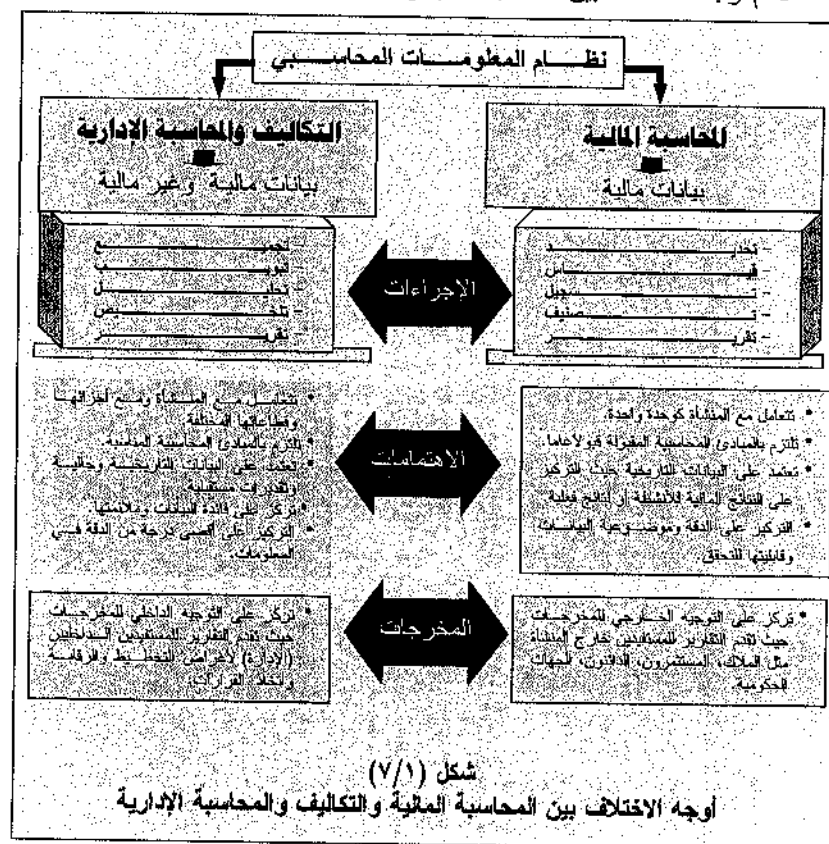 نظام المعلومات المحاسبي
المحاسبة المالية
بيانات مالية
التكاليف والمحاسبة الإدارية
بيانات مالية وغير مالية
الإجراءات
- تحديد
- قياس
- تسجيل
- تصنيف
- تقرير
- تجميع
- تبويب
- تحليل
- تلخيص
- تقرير
الاهتمامات
• تتعامل مع المنشأة كوحدة واحدة.
• تلتزم بالمبادئ المحاسبية المقبولة قبولاً عاماً.
• تعتمد على البيانات التاريخية حيث التركيز
على النتائج المالية للأنشطة أو نتائج فعلية
• التركيز على الدقة وموضوعية البيانات
وقابليتها للتحقق.
• تتعامل مع المنشأة ومع أجزائها
وقطاعاتها المختلفة
• تلتزم بالمبادئ المحاسبية
• تعتمد على البيانات التاريخية وحالية
وتقديرات مستقبلية
• تركز على فائدة البيانات وملائمتها.
• التركيز على أقصى درجة من الدقة في
المعلومات.
المخرجات
• تركز على التوجيه الخارجي للمخرجات
حيث تقدم التقارير للمستفيدين خارج المنشأة
مثل الملاك، المستثمرون، الدائنون، الجهات
الحكومية.
• تركز على التوجيه الداخلي للمخرجات
حيث تقدم التقارير للمستفيدين الداخليين
(الإدارة) لأغراض التخطيط والرقابة
واتخاذ القرارات.
شكل (٧/١)
أوجه الاختلاف بين المحاسبة المالية والتكاليف والمحاسبة الإدارية